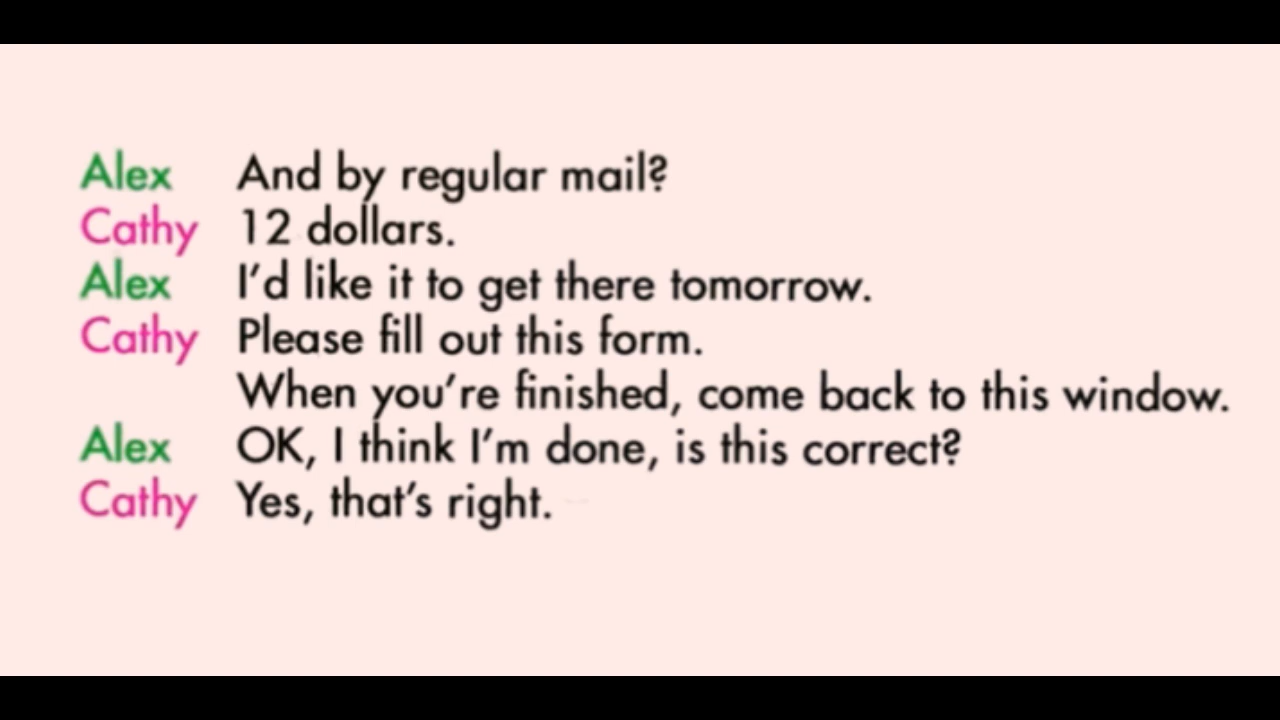 Alex And by regular mail?
Cathy 12 dollars.
Alex I'd like it to get there tomorrow.
Cathy Please fill out this form.
When you're finished, come back to this window.
Alex OK, I think I'm done, is this correct?
Cathy Yes, that's right.